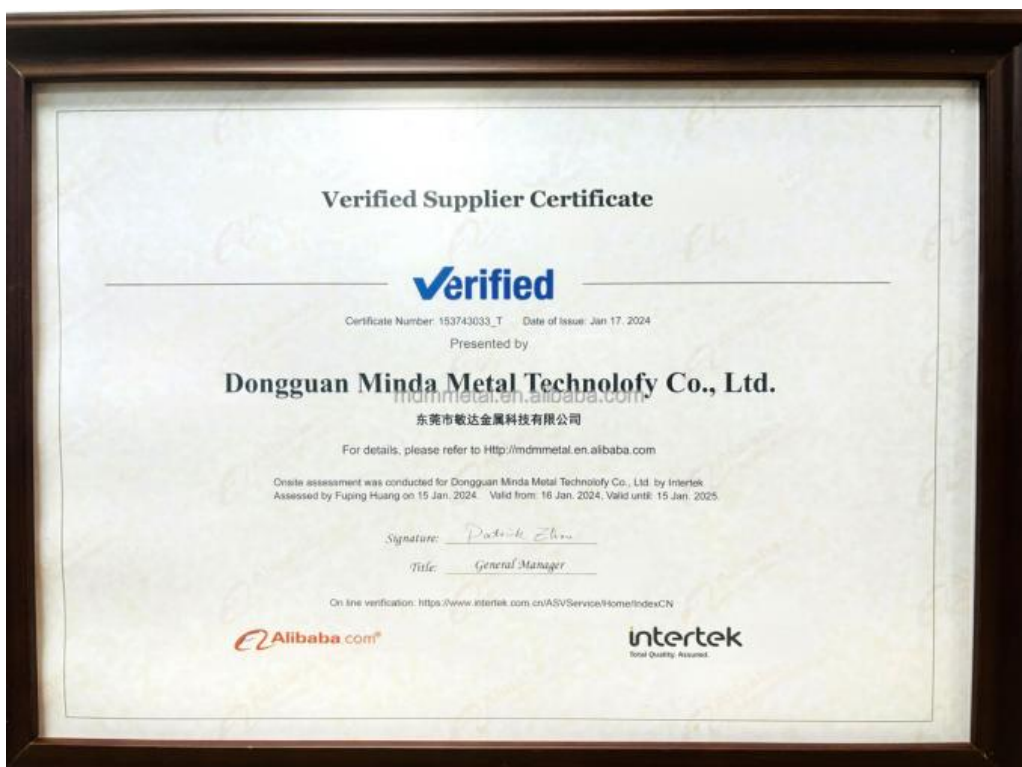 Verified Supplier Certificate
Verified
Certificate Number: 153743033_T Date of Issue: Jan 17. 2024
Presented by
Dongguan Minda Metal Technolofy Co., Ltd.
mdmmetal.en.alibaba.com
东莞市敏达金属科技有限公司
For details, please refer to Http://mdmmetal.en.alibaba.com
Onsite assessment was conducted for Dongguan Minda Metal Technolofy Co., Ltd. by Intertek
Assessed by Fuping Huang on 15 Jan. 2024. Valid from: 16 Jan. 2024, Valid until: 15 Jan. 2025.
Signature: Patrick Zhou
Title: General Manager
On line verification: https://www.intertek.com.cn/ASVService/Home/IndexCN
Alibaba.com®
intertek
Total Quality. Assured.